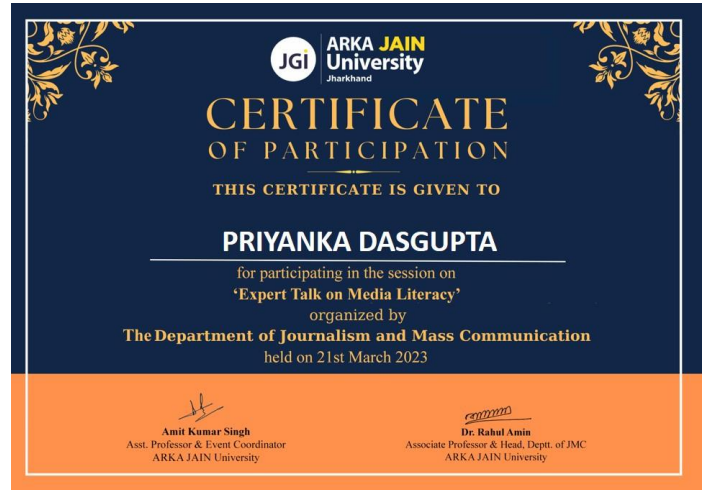 JGi
ARKA JAIN
University
Jharkhand
CERTIFICATE
OF PARTICIPATION
THIS CERTIFICATE IS GIVEN TO
PRIYANKA DASGUPTA
for participating in the session on
‘Expert Talk on Media Literacy’
organized by
The Department of Journalism and Mass Communication
held on 21st March 2023
Amit Kumar Singh
Asst. Professor & Event Coordinator
ARKA JAIN University
Dr. Rahul Amin
Associate Professor & Head, Deptt. of JMC
ARKA JAIN University